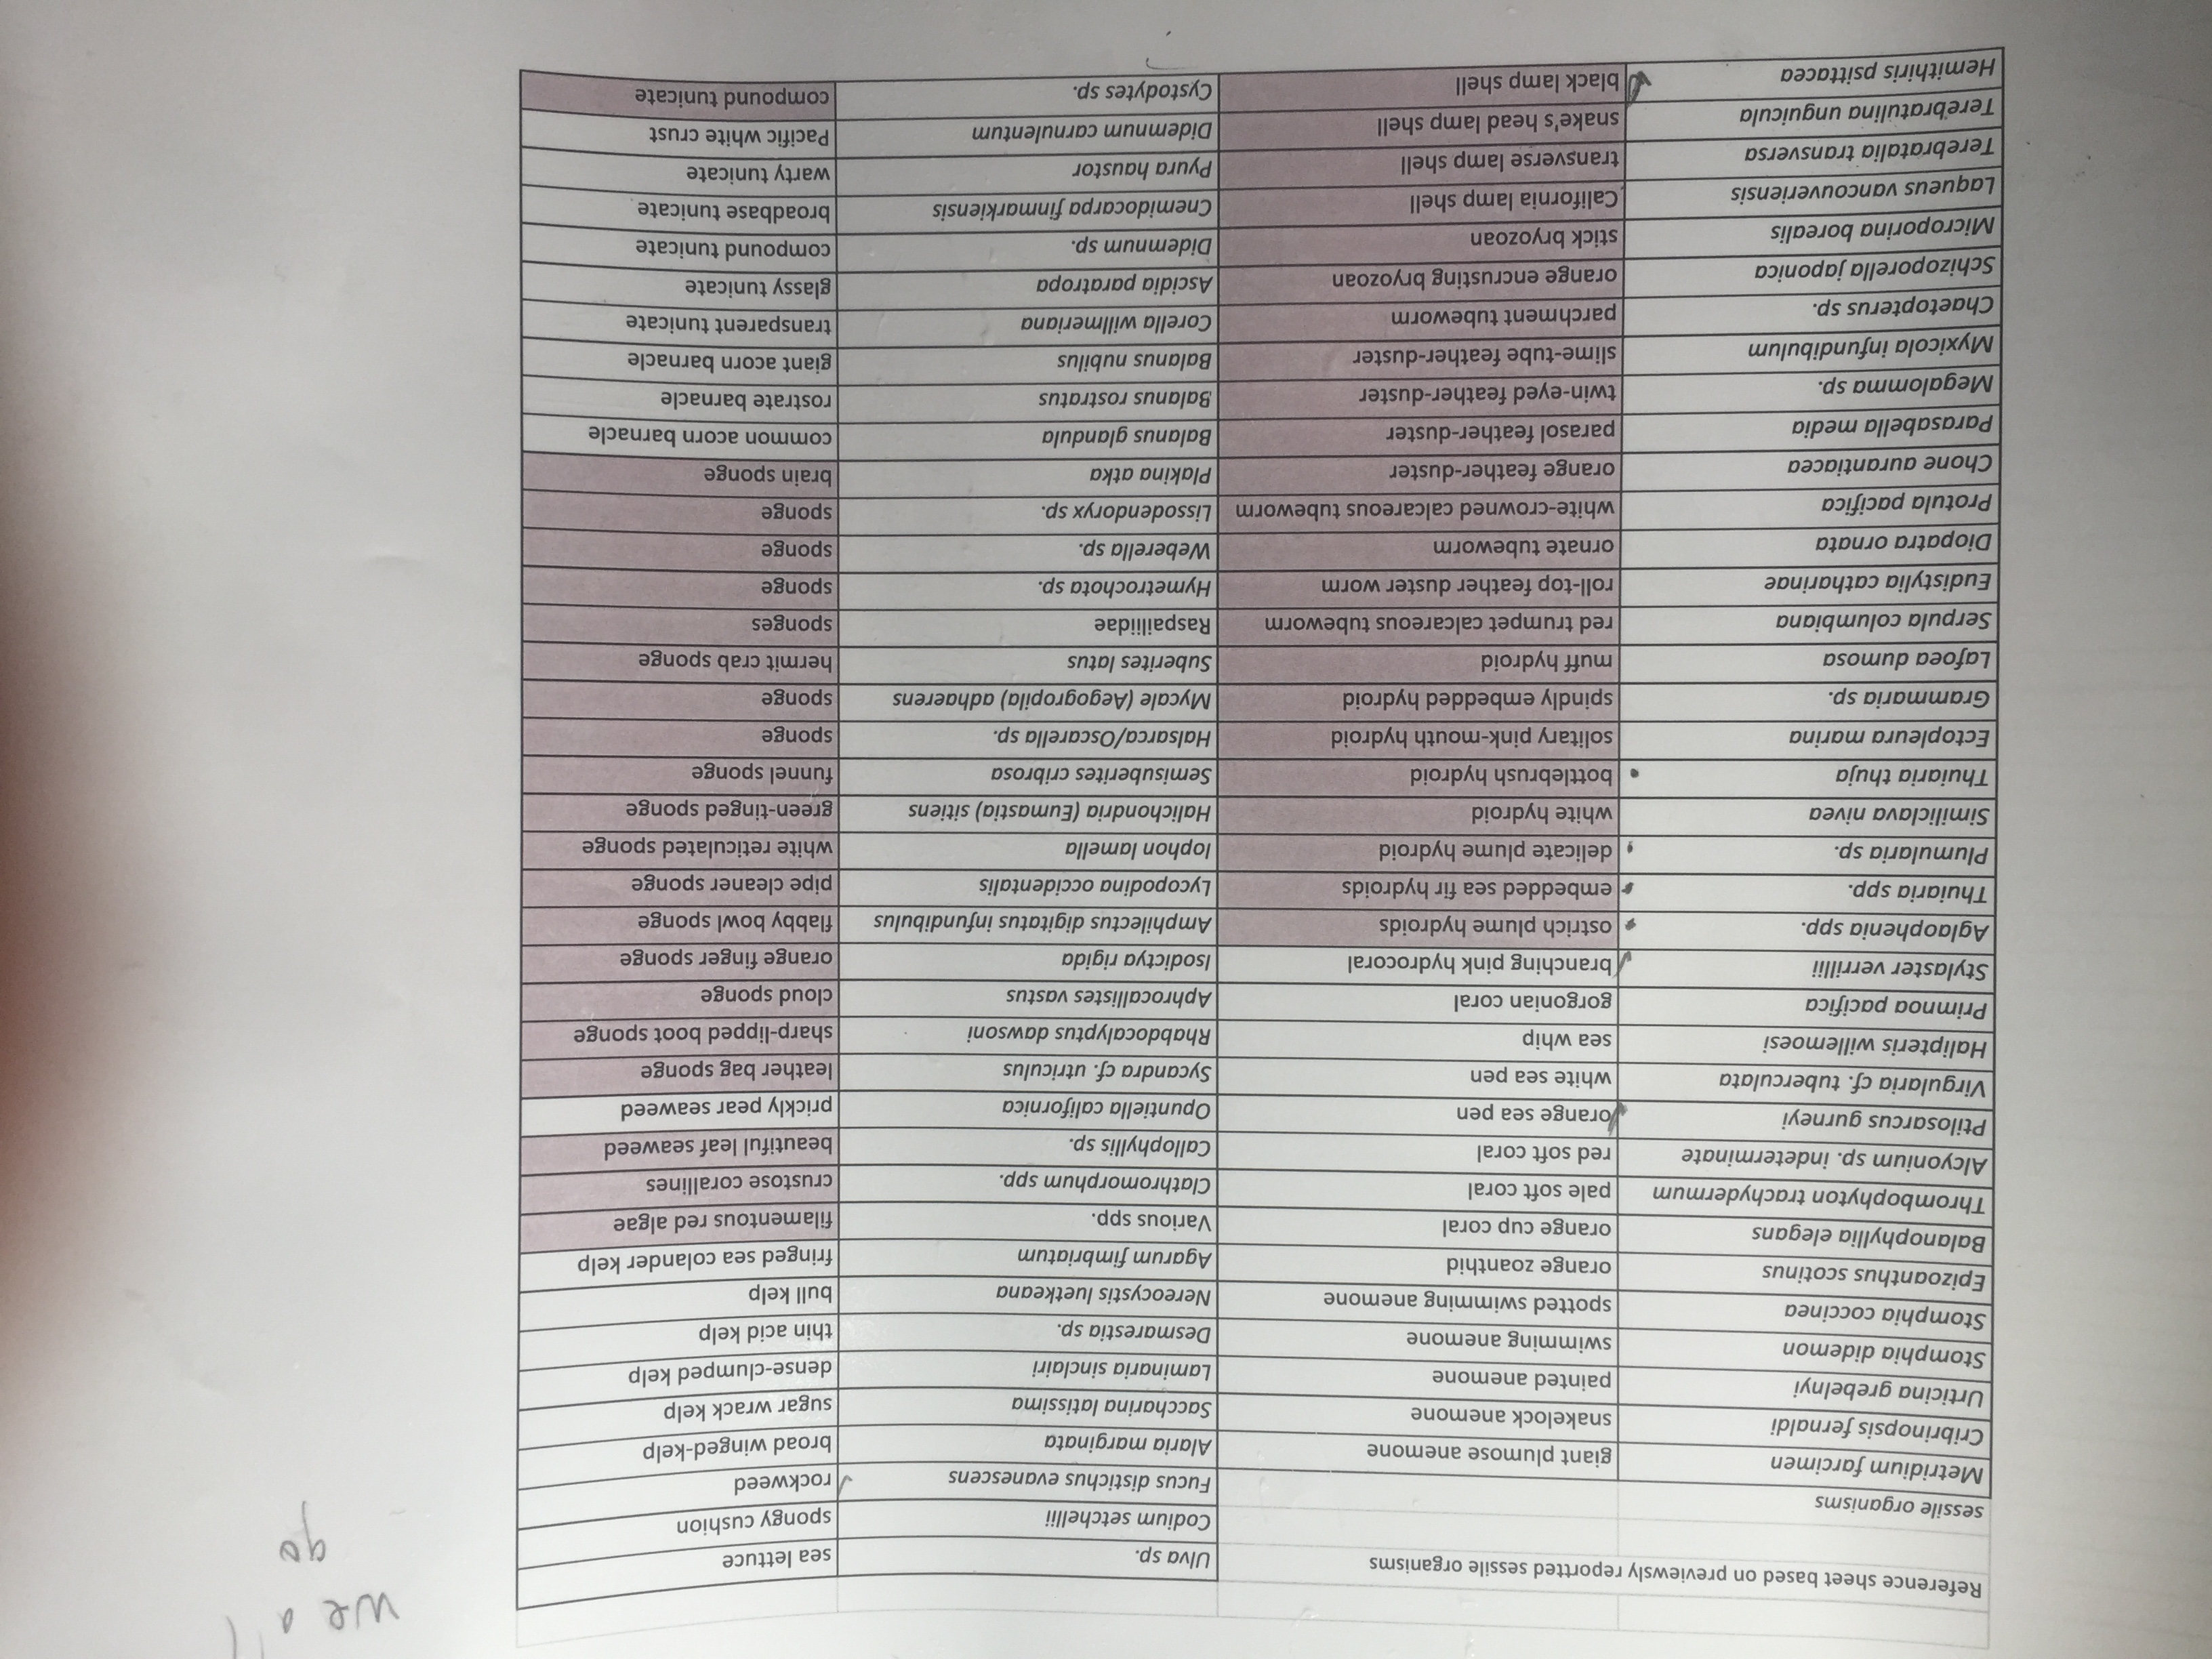 Reference sheet based on previewsly reportted sessile organisms
sessile organisms
Metridium farcimen giant plumose anemone
Cribrinopsis fernaldi snakelock anemone
Urticina grebelnyi painted anemone
Stomphia didemon swimming anemone
Stomphia coccinea spotted swimming anemone
Epizoanthus scotinus orange zoanthid
Balanophyllia elegans orange cup coral
Thrombophyton trachydermum pale soft coral
Alcyonium sp. indeterminate red soft coral
Ptilosarcus gurneyi orange sea pen
Virgularia cf. tuberculata white sea pen
Halipteris willemoesi sea whip
Primnoa pacifica gorgonian coral
Stylaster verrillii branching pink hydrocoral
Aglaophenia spp. ostrich plume hydroids
Thuiaria spp. embedded sea fir hydroids
Plumularia sp. delicate plume hydroid
Similiclava nivea white hydroid
Thuiaria thuja bottlebrush hydroid
Ectopleura marina solitary pink-mouth hydroid
Grammaria sp. spindly embedded hydroid
Lafoea dumosa muff hydroid
Serpula columbiana red trumpet calcareous tubeworm
Eudistylia catharinae roll-top feather duster worm
Diopatra ornata ornate tubeworm
Protula pacifica white-crowned calcareous tubeworm
Chone aurantiacea orange feather-duster
Parasabella media parasol feather-duster
Megalomma sp. twin-eyed feather-duster
Myxicola infundibulum slime-tube feather-duster
Chaetopterus sp. parchment tubeworm
Schizoporella japonica orange encrusting bryozoan
Microporina borealis stick bryozoan
Laqueus vancouveriensis California lamp shell
Terebratalia transversa transverse lamp shell
Terebratulina unguicula snake's head lamp shell
Hemithiris psittacea black lamp shell
Ulva sp. sea lettuce
Codium setchellii spongy cushion
Fucus distichus evanescens rockweed
Alaria marginata broad winged-kelp
Saccharina latissima sugar wrack kelp
Laminaria sinclairi dense-clumped kelp
Desmarestia sp. thin acid kelp
Nereocystis luetkeana bull kelp
Agarum fimbriatum fringed sea colander kelp
Various spp. filamentous red algae
Clathromorphum spp. crustose corallines
Callophyllis sp. beautiful leaf seaweed
Opuntiella californica prickly pear seaweed
Sycandra cf. utriculus leather bag sponge
Rhabdocalyptus dawsoni sharp-lipped boot sponge
Aphrocallistes vastus cloud sponge
Isodictya rigida orange finger sponge
Amphilectus digitatus infundibulus flabby bowl sponge
Lycopodina occidentalis pipe cleaner sponge
Iophon lamella white reticulated sponge
Halichondria (Eumastia) sitiens green-tinged sponge
Semisuberites cribrosa funnel sponge
Halsarca/Oscarella sp. sponge
Mycale (Aegogropila) adhaerens sponge
Suberites latus hermit crab sponge
Raspailiidae sponges
Hymetrochota sp. sponge
Weberella sp. sponge
Lissodendoryx sp. sponge
Plakina atka brain sponge
Balanus glandula common acorn barnacle
Balanus rostratus rostrate barnacle
Balanus nubilus giant acorn barnacle
Corella willmeriana transparent tunicate
Ascidia paratropa glassy tunicate
Didemnum sp. compound tunicate
Cnemidocarpa finmarkiensis broadbase tunicate
Pyura haustor warty tunicate
Didemnum carnulentum Pacific white crust
Cystodytes sp. compound tunicate
we all
go